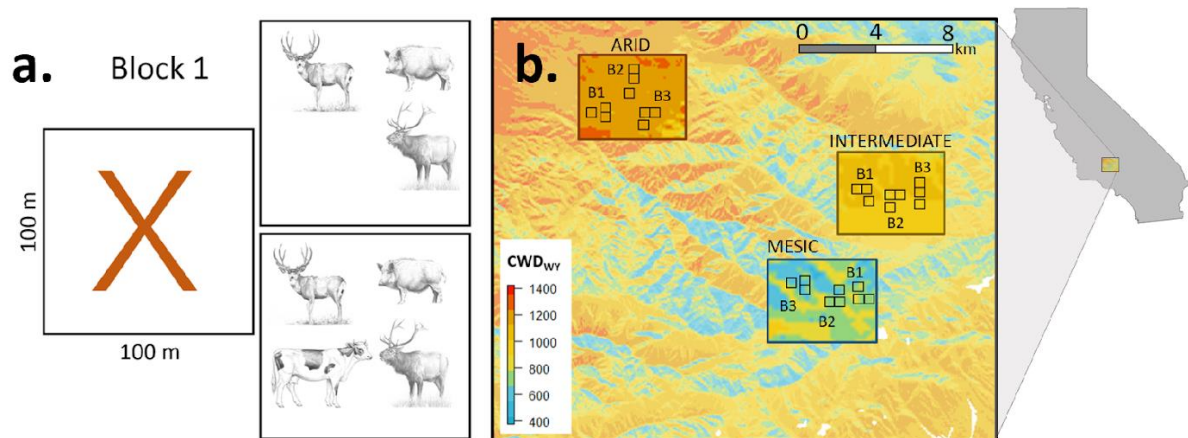 a.
Block 1
100 m
100 m
b.
0 4 8
km
ARID
B2
B1
B3
INTERMEDIATE
B1
B3
B2
MESIC
B1
B3
B2
CWDWY
1400
1200
1000
800
600
400